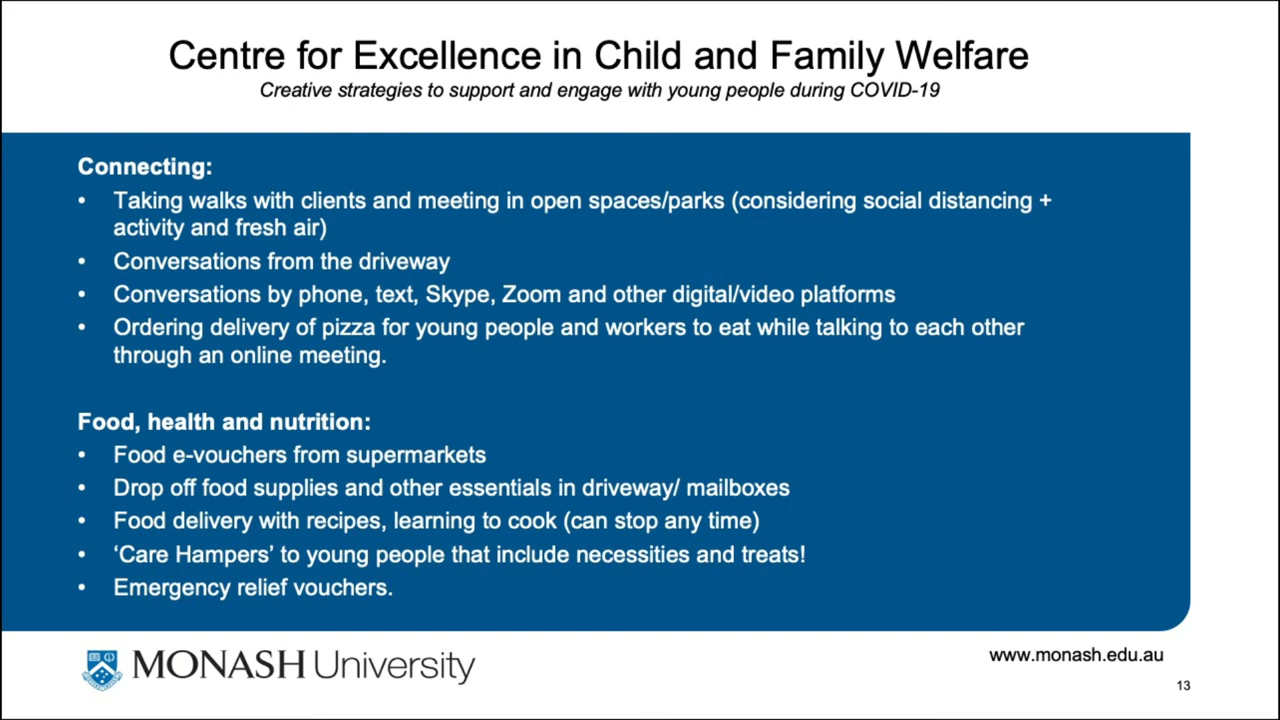 Centre for Excellence in Child and Family Welfare
Creative strategies to support and engage with young people during COVID-19
Connecting:
• Taking walks with clients and meeting in open spaces/parks (considering social distancing +
activity and fresh air)
• Conversations from the driveway
• Conversations by phone, text, Skype, Zoom and other digital/video platforms
• Ordering delivery of pizza for young people and workers to eat while talking to each other
through an online meeting.
Food, health and nutrition:
• Food e-vouchers from supermarkets
• Drop off food supplies and other essentials in driveway/ mailboxes
• Food delivery with recipes, learning to cook (can stop any time)
• ‘Care Hampers’ to young people that include necessities and treats!
• Emergency relief vouchers.
MONASH University
www.monash.edu.au
13